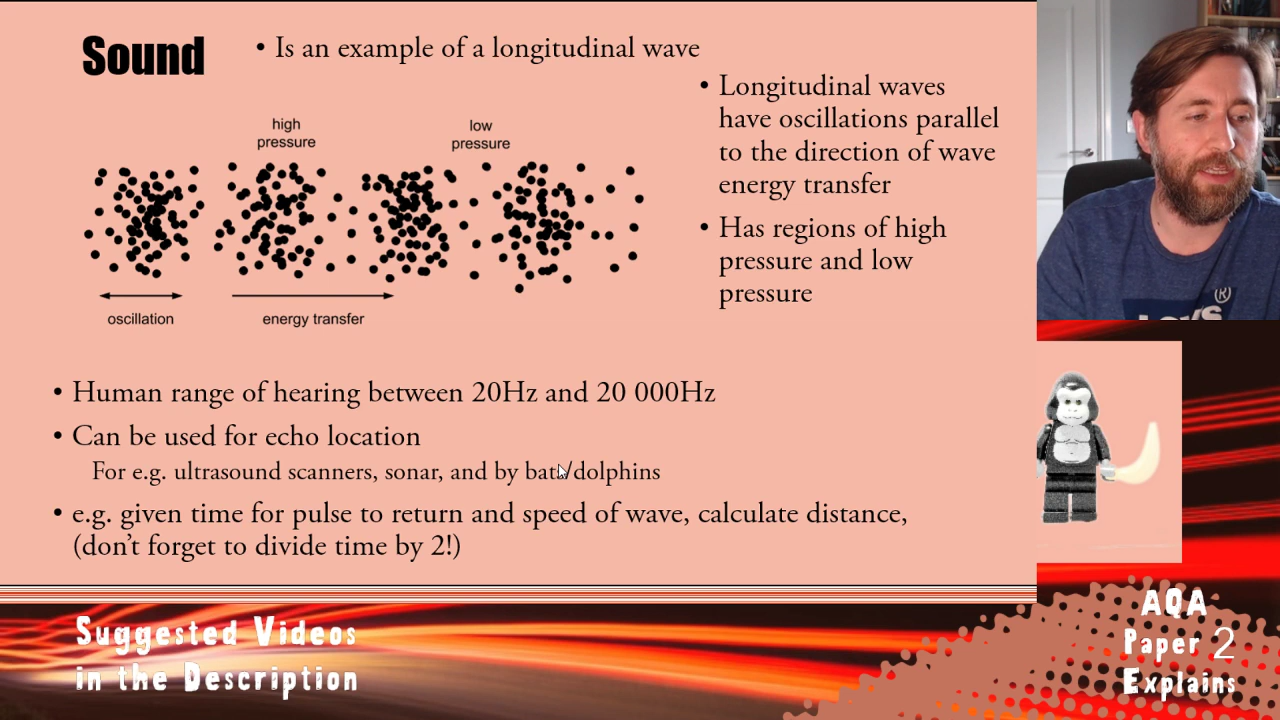 Sound
• Is an example of a longitudinal wave
• Longitudinal waves
have oscillations parallel
to the direction of wave
energy transfer
• Has regions of high
pressure and low
pressure
high
pressure
low
pressure
oscillation
energy transfer
• Human range of hearing between 20Hz and 20 000Hz
• Can be used for echo location
For e.g. ultrasound scanners, sonar, and by bats/dolphins
• e.g. given time for pulse to return and speed of wave, calculate distance,
(don't forget to divide time by 2!)
Suggested Videos
in the Description
AQA
Paper 2
Explains